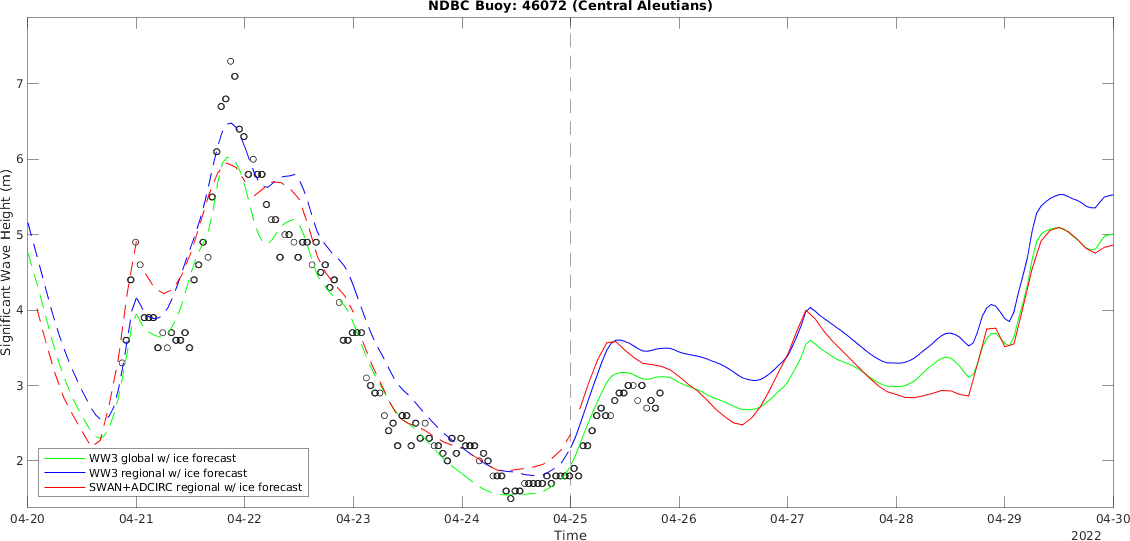 NDBC Buoy: 46072 (Central Aleutians)
Significant Wave Height (m)
7
6
5
4
3
2
WW3 global w/ ice forecast
WW3 regional w/ ice forecast
SWAN+ADCIRC regional w/ ice forecast
04-20 04-21 04-22 04-23 04-24 04-25 04-26 04-27 04-28 04-29 04-30
Time
2022